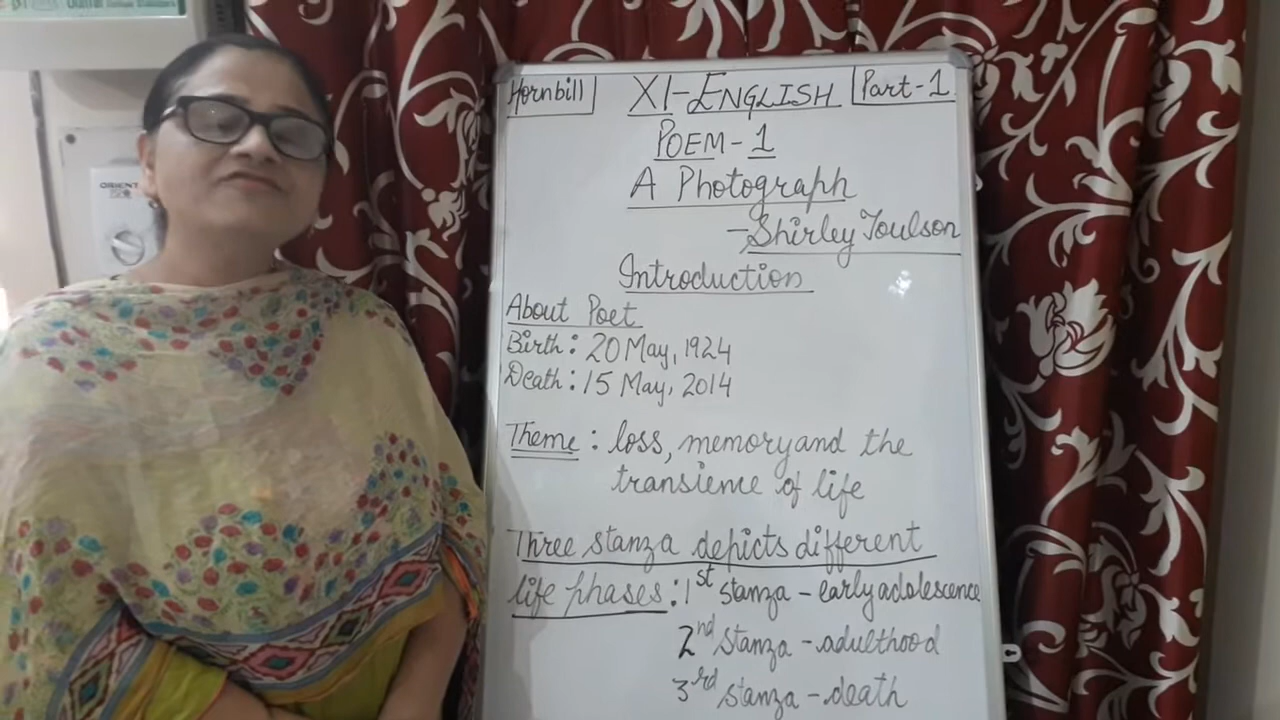 Hornbill XI-ENGLISH Part-1
POEM-1
A Photograph
-Shirley Toulson
Introduction
About Poet
Birth: 20 May, 1924
Death: 15 May, 2014
Theme: loss, memory and the
transience of life
Three stanza depicts different
life phases: 1st stanza - early adolescence
2nd stanza - adulthood
3rd stanza - death
ORIENT